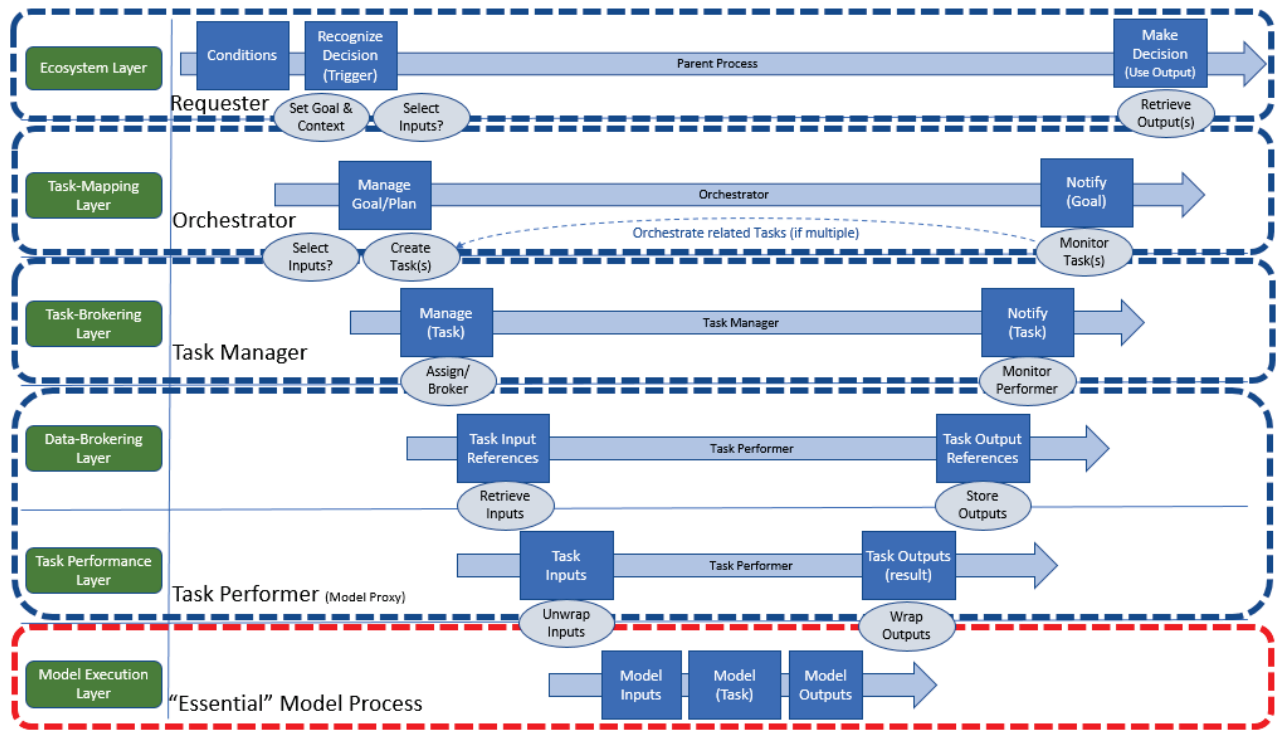 Ecosystem Layer
Conditions
Recognize
Decision
(Trigger)
Parent Process
Make
Decision
(Use Output)
Requester
Set Goal &
Context
Select
Inputs?
Retrieve
Output(s)
Task-Mapping
Layer
Manage
Goal/Plan
Orchestrator
Notify
(Goal)
Orchestrator
Orchestrate related Tasks (if multiple)
Select
Inputs?
Create
Task(s)
Monitor
Task(s)
Task-Brokering
Layer
Manage
(Task)
Task Manager
Notify
(Task)
Task Manager
Assign/
Broker
Monitor
Performer
Data-Brokering
Layer
Task Input
References
Task Performer
Task Output
References
Retrieve
Inputs
Store
Outputs
Task Performance
Layer
Task
Inputs
Task Performer
Task Outputs
(result)
Task Performer (Model Proxy)
Unwrap
Inputs
Wrap
Outputs
Model Execution
Layer
Model
Inputs
Model
(Task)
Model
Outputs
“Essential” Model Process